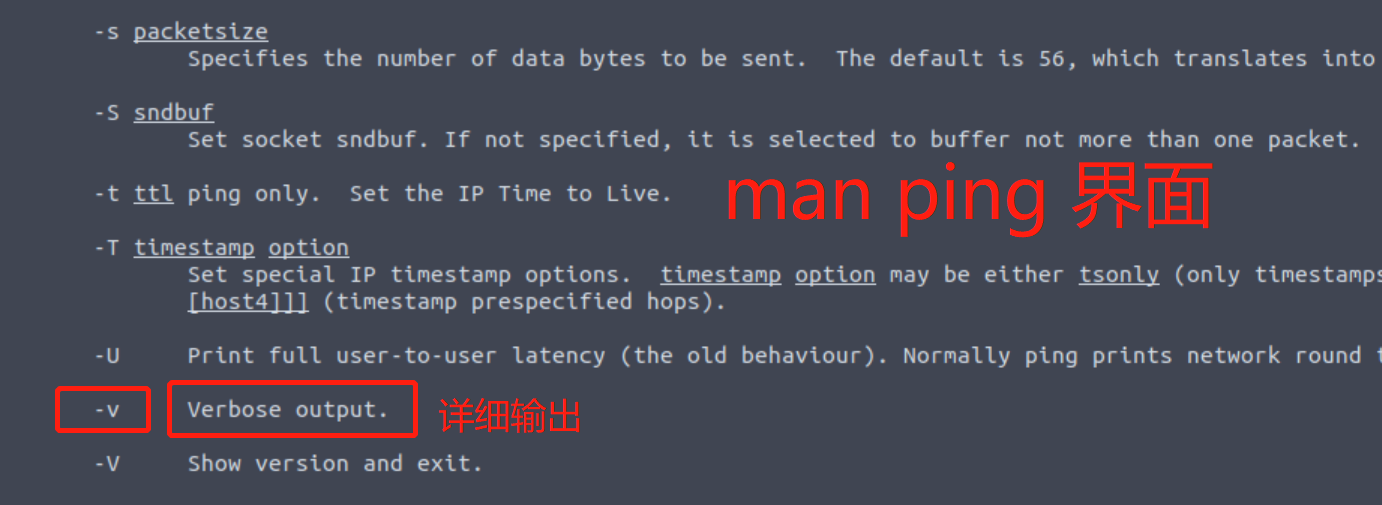 -s packetsize
Specifies the number of data bytes to be sent.  The default is 56, which translates into
-S sndbuf
Set socket sndbuf. If not specified, it is selected to buffer not more than one packet.
-t ttl ping only.  Set the IP Time to Live.
man ping 界面
-T timestamp option
Set special IP timestamp options.  timestamp option may be either tsonly (only timestamps
[host4]]] (timestamp prespecified hops).
-U Print full user-to-user latency (the old behaviour). Normally ping prints network round
-v Verbose output. 详细输出
-V Show version and exit.